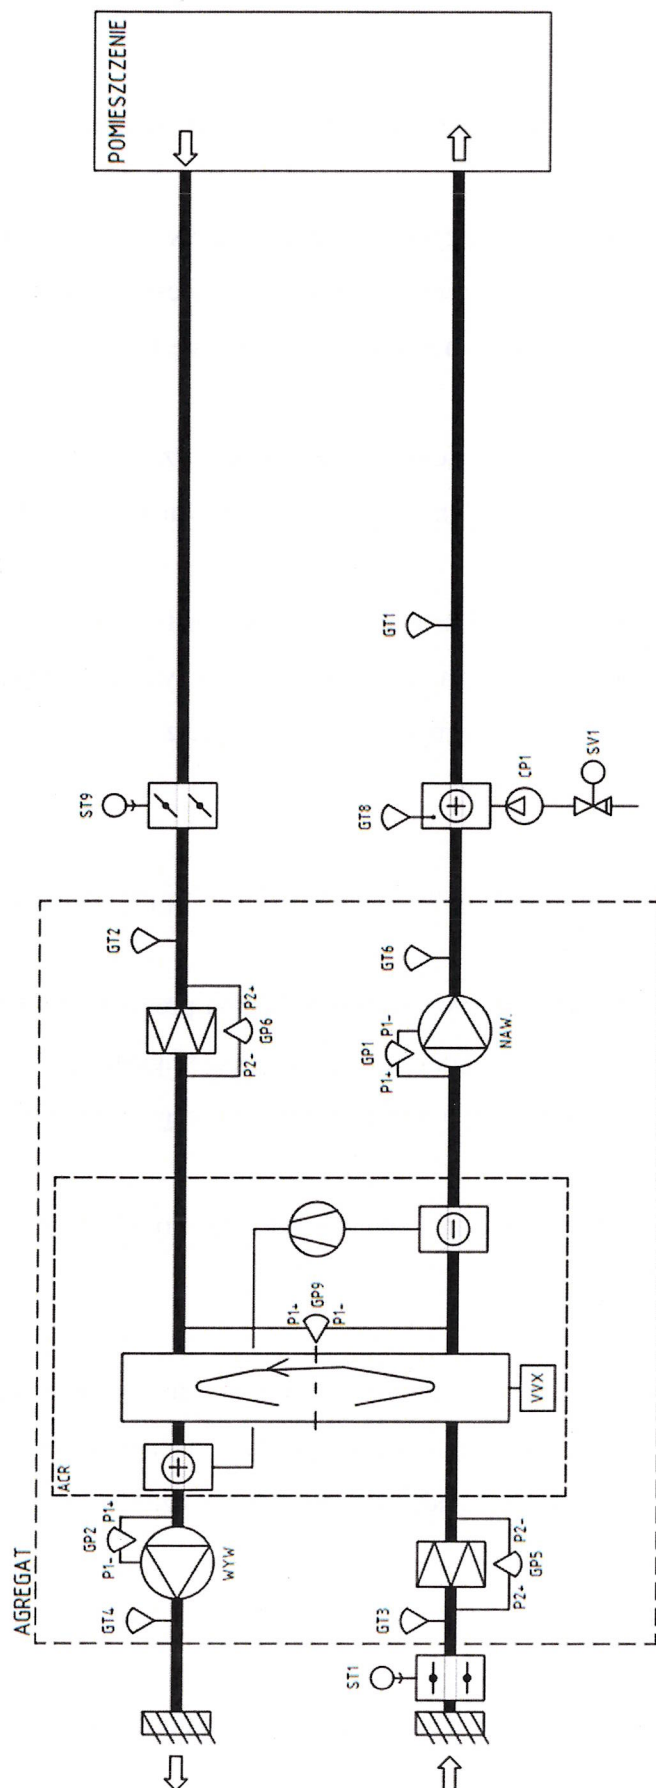 POMIESZCZENIE
GT1
ST9
GT8
CP1
SV1
GT2
GT6
P2+
GP6
P2-
P1-
GP1
P1+
NAW.
P1+
GP9
P1-
VVX
ACR
P1+
GP2
P1-
WYW
P2-
GP5
P2+
AGREGAT
GT4
GT3
ST1